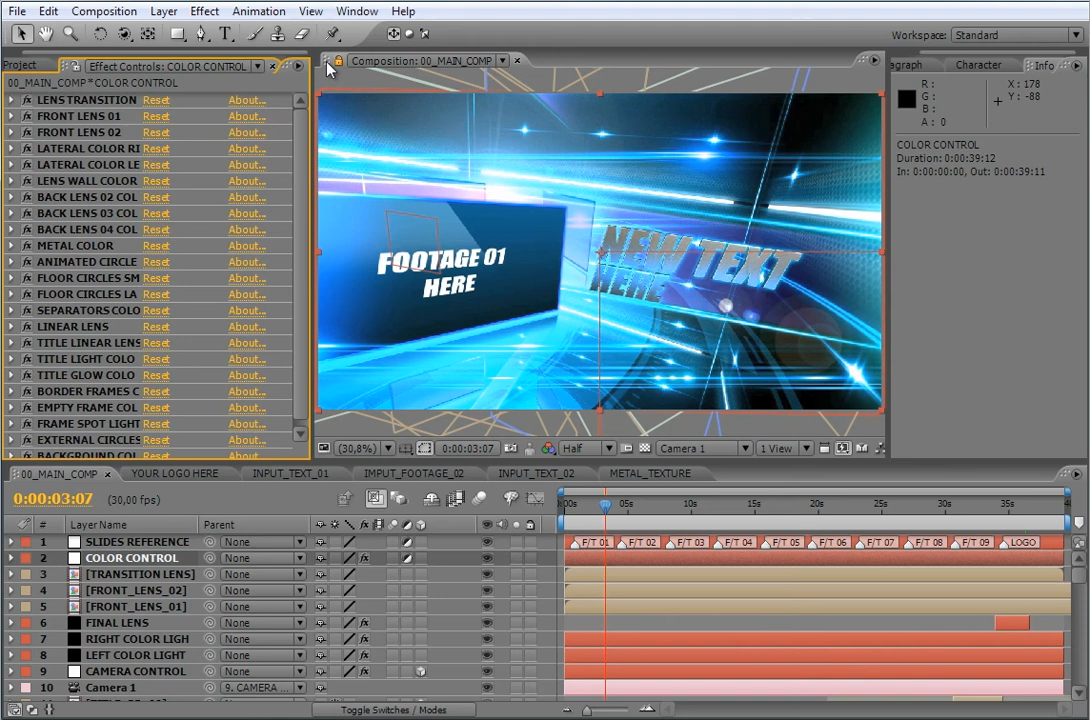 File Edit Composition Layer Effect Animation View Window Help
Workspace: Standard
Project Effect Controls: COLOR CONTROL
Composition: 00_MAIN_COMP
agraph Character Info
00_MAIN_COMP*COLOR CONTROL
LENS TRANSITION Reset About...
FRONT LENS 01 Reset About...
FRONT LENS 02 Reset About...
LATERAL COLOR RI Reset About...
LATERAL COLOR LE Reset About...
LENS WALL COLOR Reset About...
BACK LENS 02 COL Reset About...
BACK LENS 03 COL Reset About...
BACK LENS 04 COL Reset About...
METAL COLOR Reset About...
ANIMATED CIRCLE Reset About...
FLOOR CIRCLES SM Reset About...
FLOOR CIRCLES LA Reset About...
SEPARATORS COLO Reset About...
LINEAR LENS Reset About...
TITLE LINEAR LENS Reset About...
TITLE LIGHT COLO Reset About...
TITLE GLOW COLO Reset About...
BORDER FRAMES C Reset About...
EMPTY FRAME COL Reset About...
FRAME SPOT LIGHT Reset About...
EXTERNAL CIRCLES Reset About...
BACKGROUND COL Reset About...
FOOTAGE 01
HERE
NEW TEXT
HERE
R :
G :
B :
A : 0
X : 178
Y : -88
COLOR CONTROL
Duration: 0:00:39:12
In: 0:00:00:00, Out: 0:00:39:11
(30,8%) 0:00:03:07 Half Camera 1 1 View
00_MAIN_COMP YOUR LOGO HERE INPUT_TEXT_01 IMPUT_FOOTAGE_02 INPUT_TEXT_02 METAL_TEXTURE
0:00:03:07 (30,00 fps)
:00s 05s 10s 15s 20s 25s 30s 35s 4
# Layer Name Parent
1 SLIDES REFERENCE None F/T 01 F/T 02 F/T 03 F/T 04 F/T 05 F/T 06 F/T 07 F/T 08 F/T 09 LOGO
2 COLOR CONTROL None
3 [TRANSITION LENS] None
4 [FRONT_LENS_02] None
5 [FRONT_LENS_01] None
6 FINAL LENS None
7 RIGHT COLOR LIGH None
8 LEFT COLOR LIGHT None
9 CAMERA CONTROL None
10 Camera 1 9. CAMERA ...
Toggle Switches / Modes